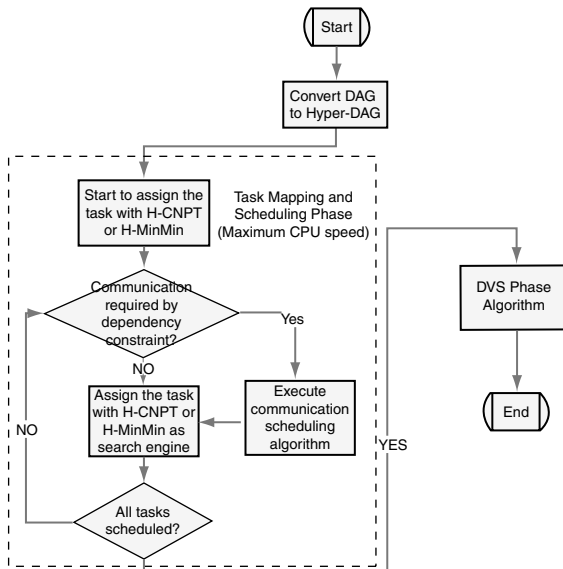 Start
Convert DAG
to Hyper-DAG
Start to assign the
task with H-CNPT
or H-MinMin
Task Mapping and
Scheduling Phase
(Maximum CPU speed)
Communication
required by
dependency
constraint?
Yes
NO
Assign the task
with H-CNPT or
H-MinMin as
search engine
Execute
communication
scheduling
algorithm
NO
All tasks
scheduled?
YES
DVS Phase
Algorithm
End